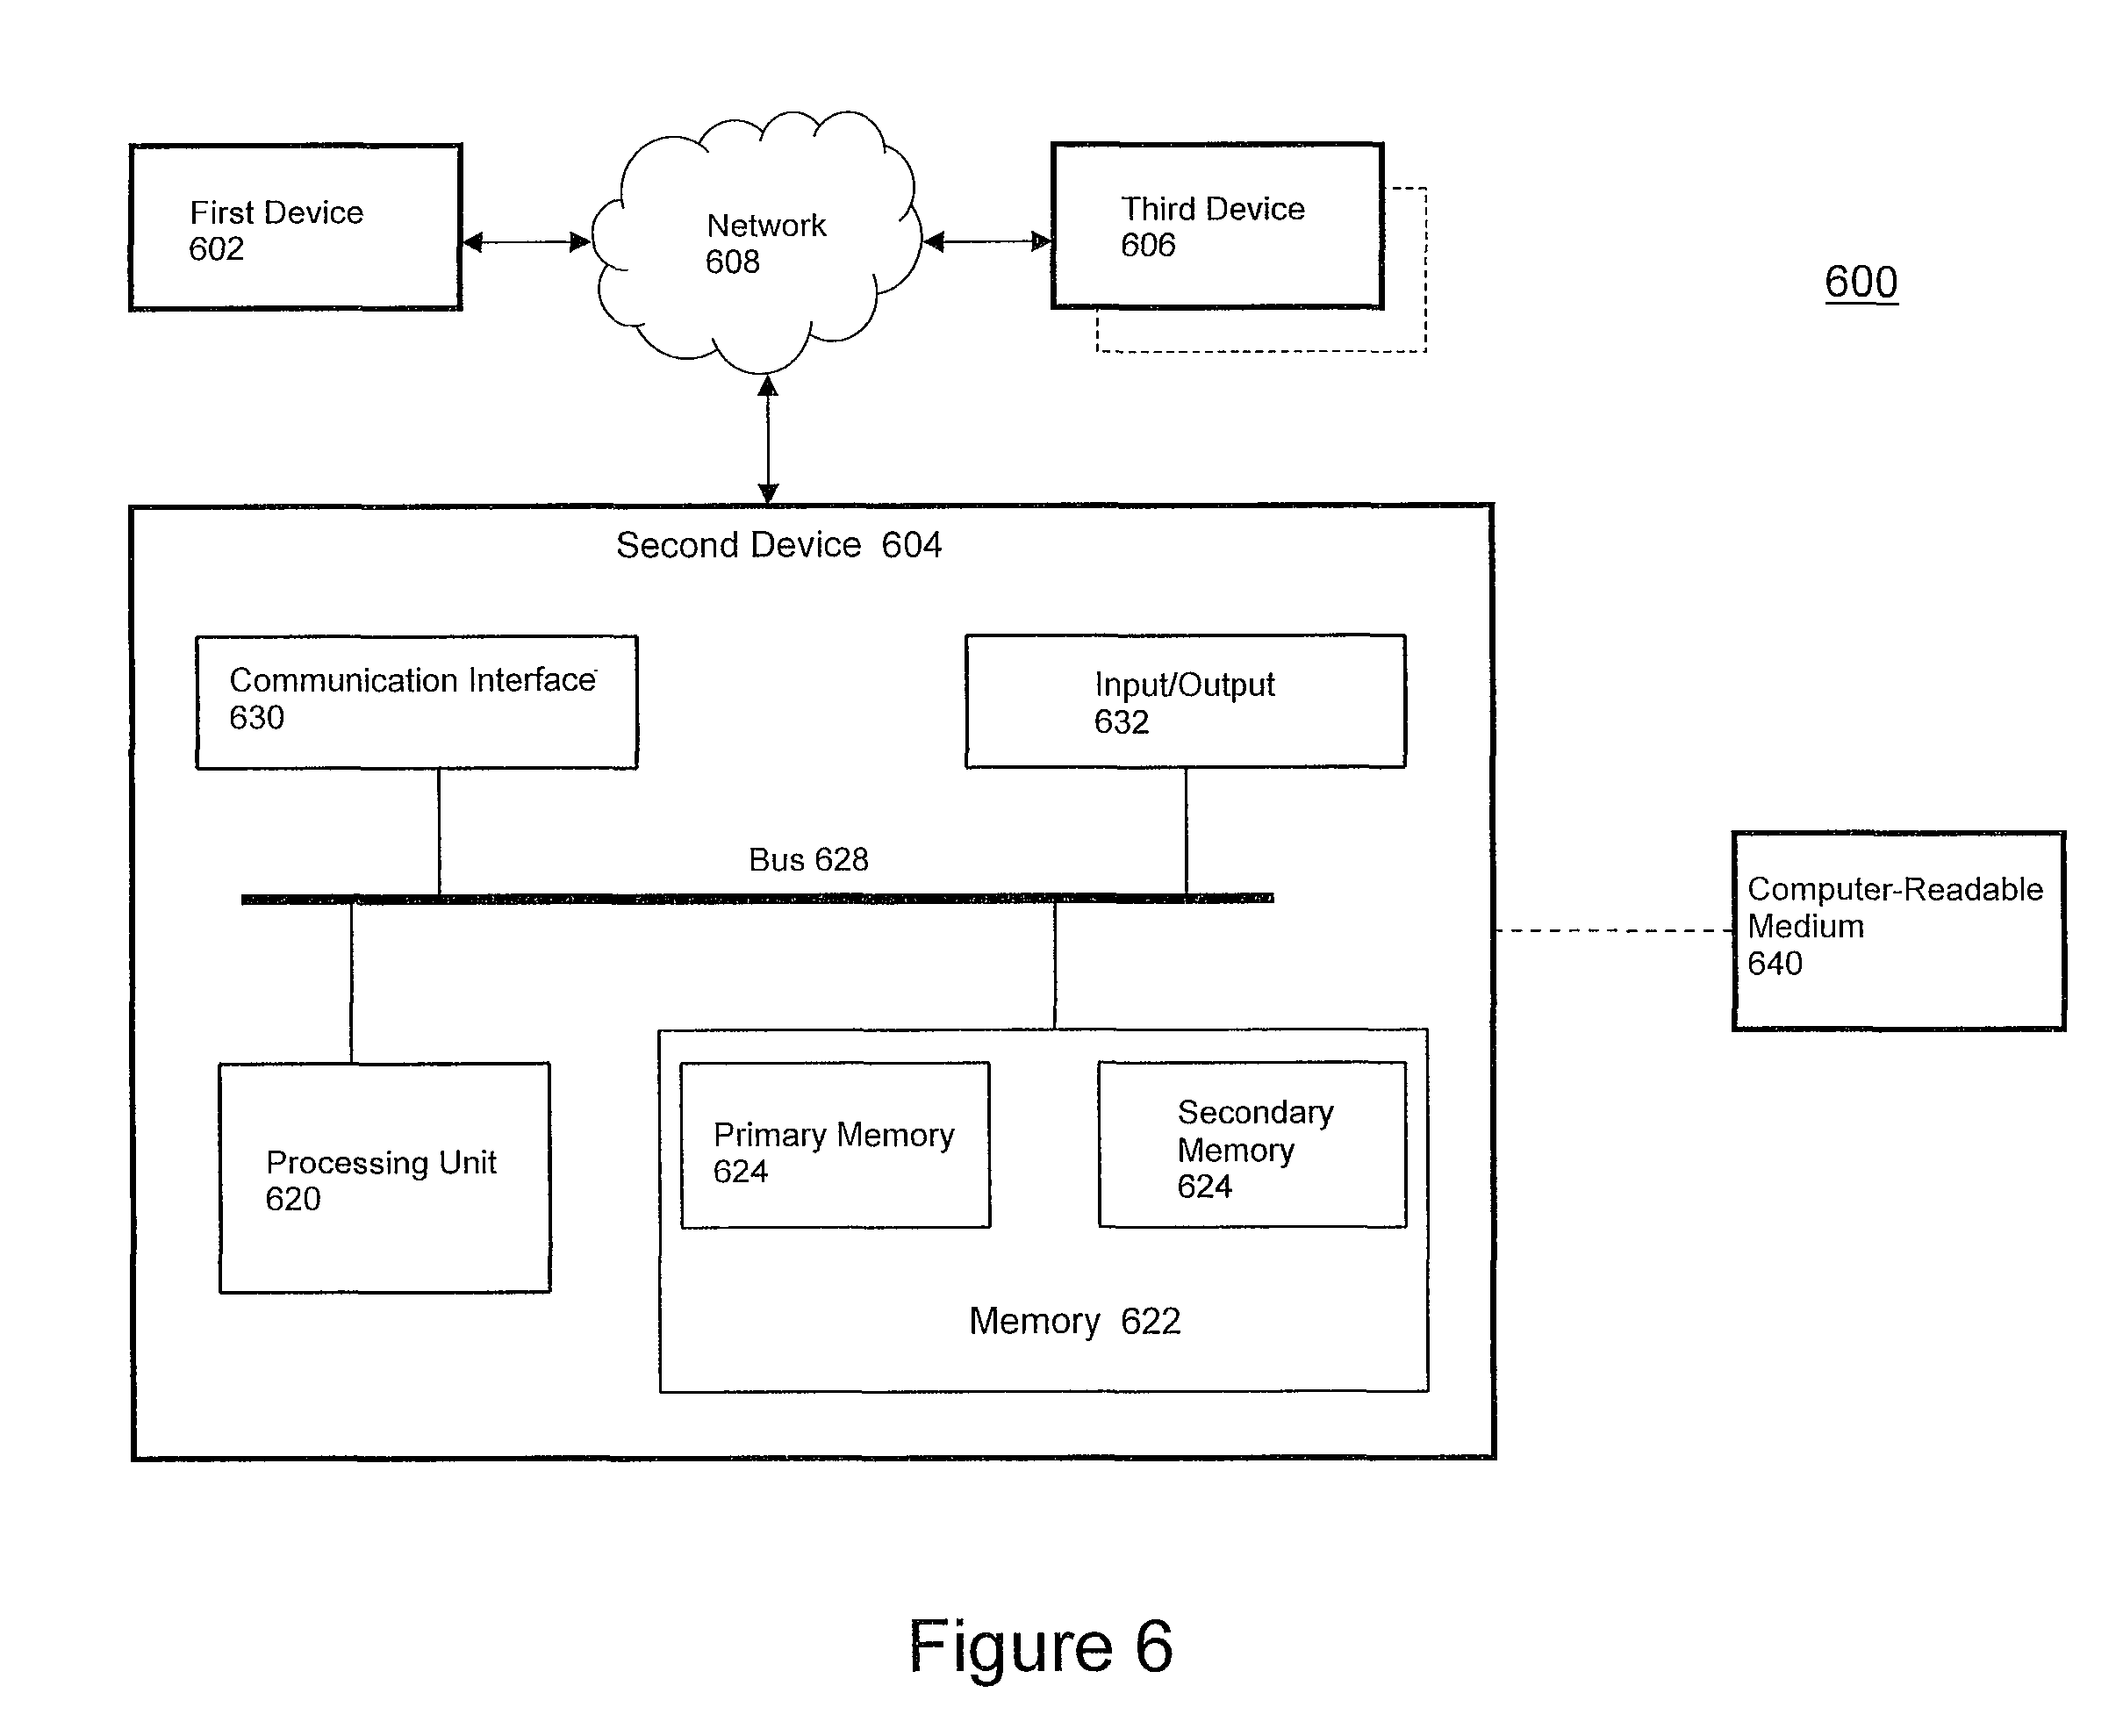 First Device
602
Network
608
Third Device
606
600
Second Device 604
Communication Interface
630
Input/Output
632
Bus 628
Computer-Readable
Medium
640
Processing Unit
620
Primary Memory
624
Secondary
Memory
624
Memory 622
Figure 6